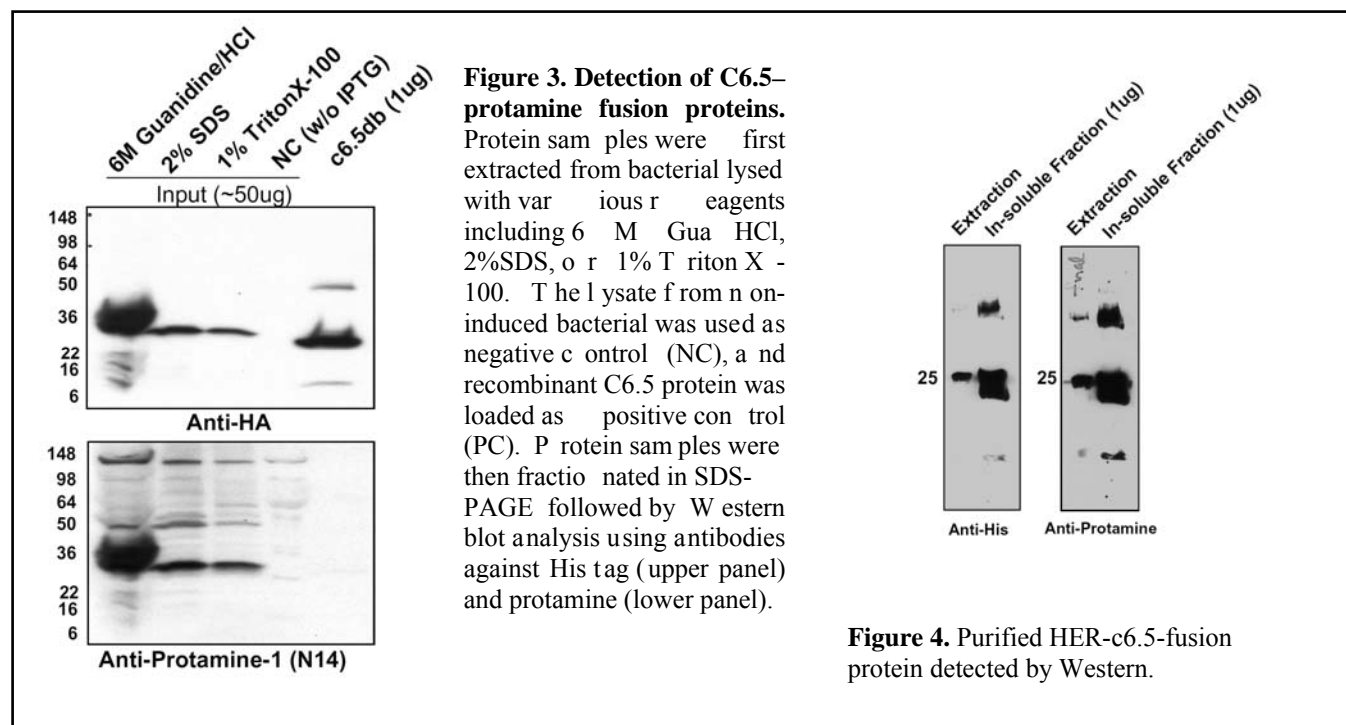 6M Guanidine/HCl
2% SDS
1% TritonX-100
NC (w/o IPTG)
c6.5db (1ug)
Input (~50ug)
148
98
64
50
36
22
16
6
Anti-HA
148
98
64
50
36
22
16
6
Anti-Protamine-1 (N14)
Figure 3. Detection of C6.5–
protamine fusion proteins.
Protein sam ples were first
extracted from bacterial lysed
with var ious r eagents
including 6 M Gua HCl,
2%SDS, o r 1% T riton X -
100. T he l ysate f rom n on-
induced bacterial was used as
negative c ontrol (NC), a nd
recombinant C6.5 protein was
loaded as positive con trol
(PC). P rotein sam ples were
then fractio nated in SDS-
PAGE followed by W estern
blot analysis using antibodies
against His tag (upper panel)
and protamine (lower panel).
Extraction
In-soluble Fraction (1ug)
25
Anti-His
Extraction
In-soluble Fraction (1ug)
25
Anti-Protamine
Figure 4. Purified HER-c6.5-fusion
protein detected by Western.